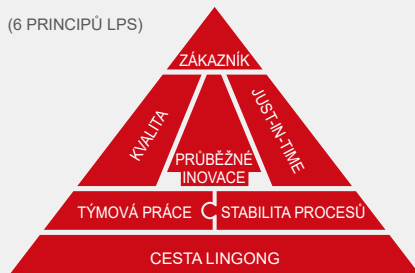 (6 PRINCIPŮ LPS)
ZÁKAZNÍK
KVALITA
JUST-IN-TIME
PRŮBĚŽNÉ
INOVACE
TÝMOVÁ PRÁCE
STABILITA PROCESŮ
CESTA LINGONG